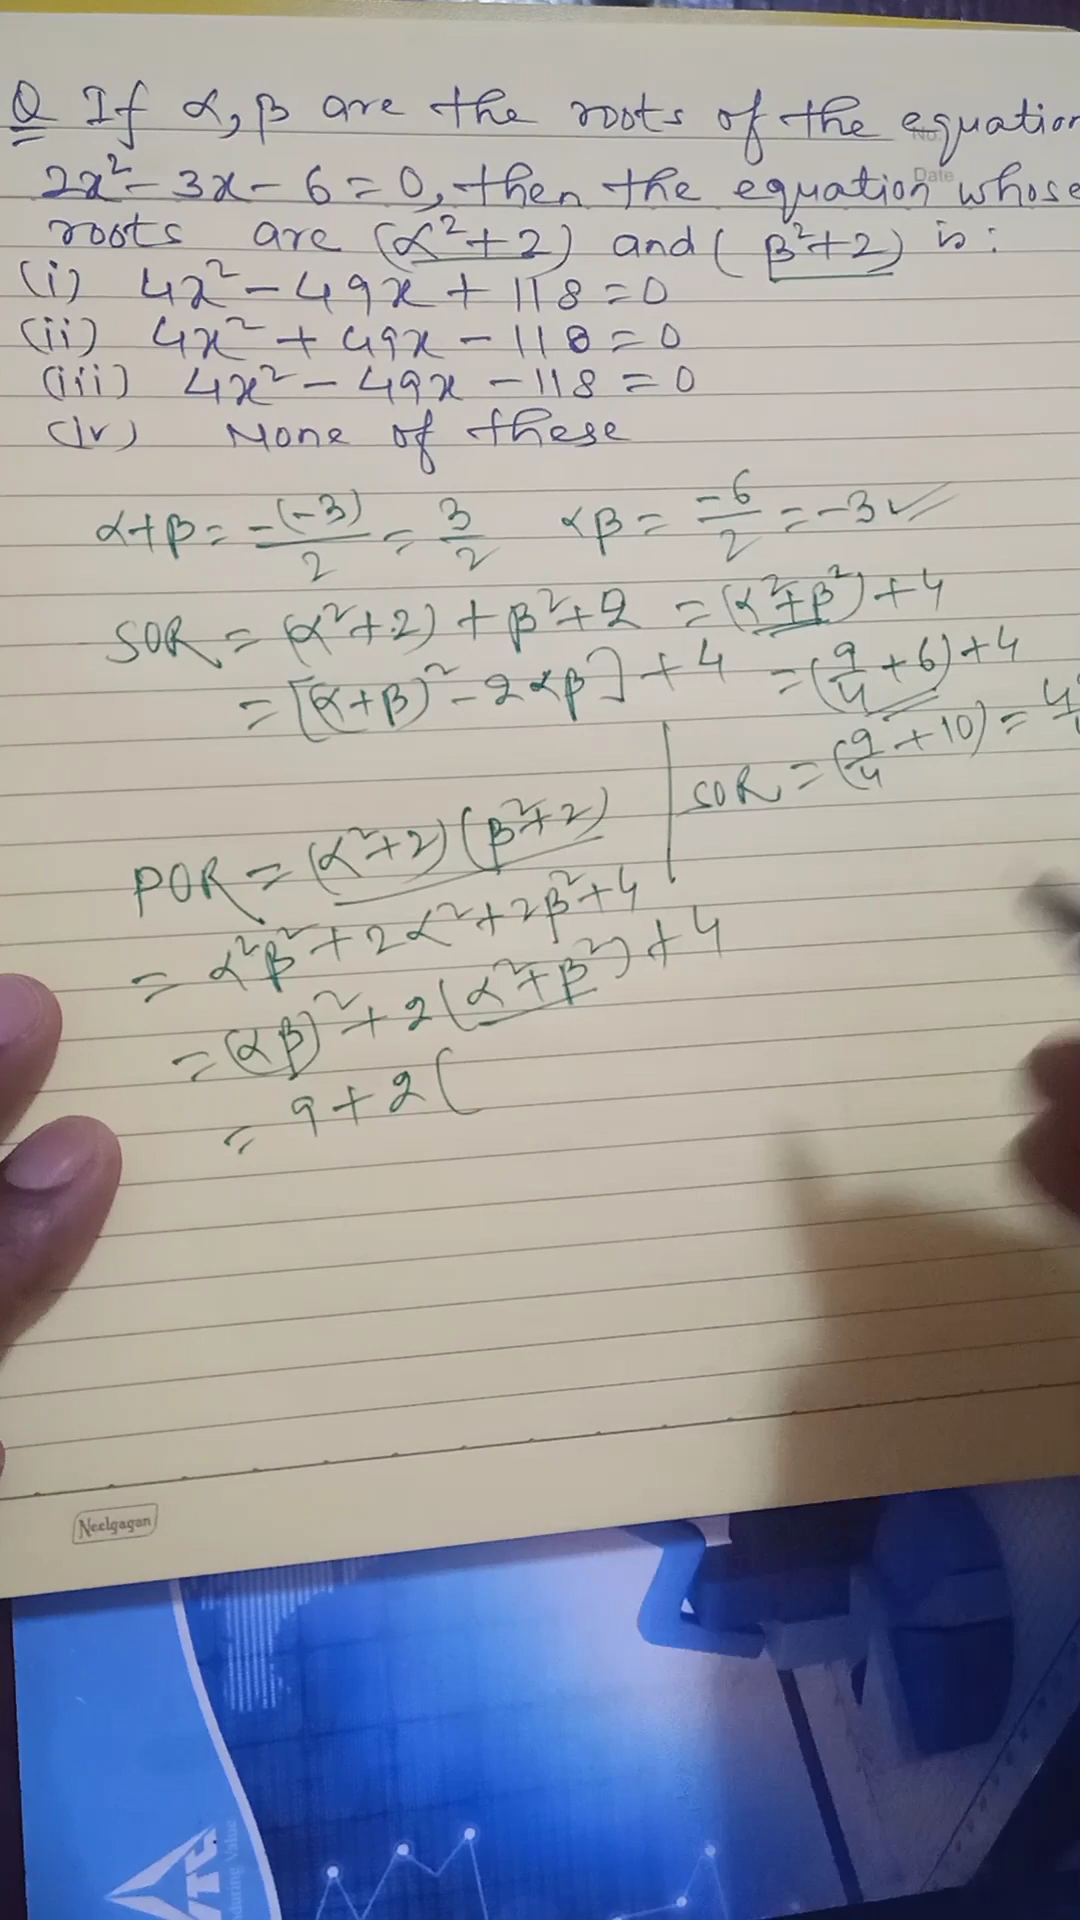 Q If α, β are the roots of the equation
2x² - 3x - 6 = 0, then the equation whose
roots are (α² + 2) and (β² + 2) is:
(i) 4x² - 49x + 118 = 0
(ii) 4x² + 49x - 118 = 0
(iii) 4x² - 49x - 118 = 0
(iv) None of these
α+β = -(-3)/2 = 3/2 αβ = -6/2 = -3 ✓
SOR = (α²+2) + β²+2 = (α²+β²)+4
= [(α+β)² - 2αβ] + 4 = (9/4 + 6) + 4
SOR = (9/4 + 10) =
POR = (α²+2)(β²+2)
= α²β² + 2α² + 2β² + 4
= (αβ)² + 2(α²+β²) + 4
= 9 + 2(
No.
Date
Neelgagan